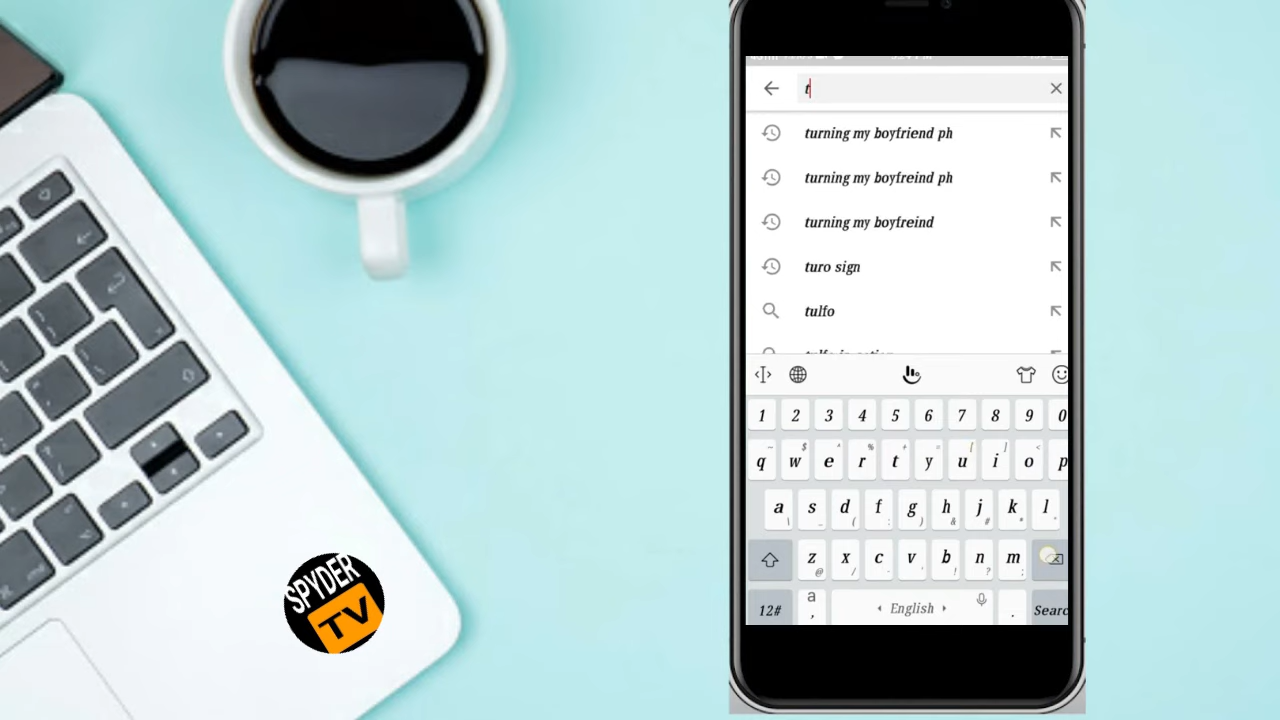 t
turning my boyfriend ph
turning my boyfreind ph
turning my boyfreind
turo sign
tulfo
1 2 3 4 5 6 7 8 9 0
q w e r t y u i o p
a s d f g h j k l
z x c v b n m
12# a , English .
SPYDER
TV